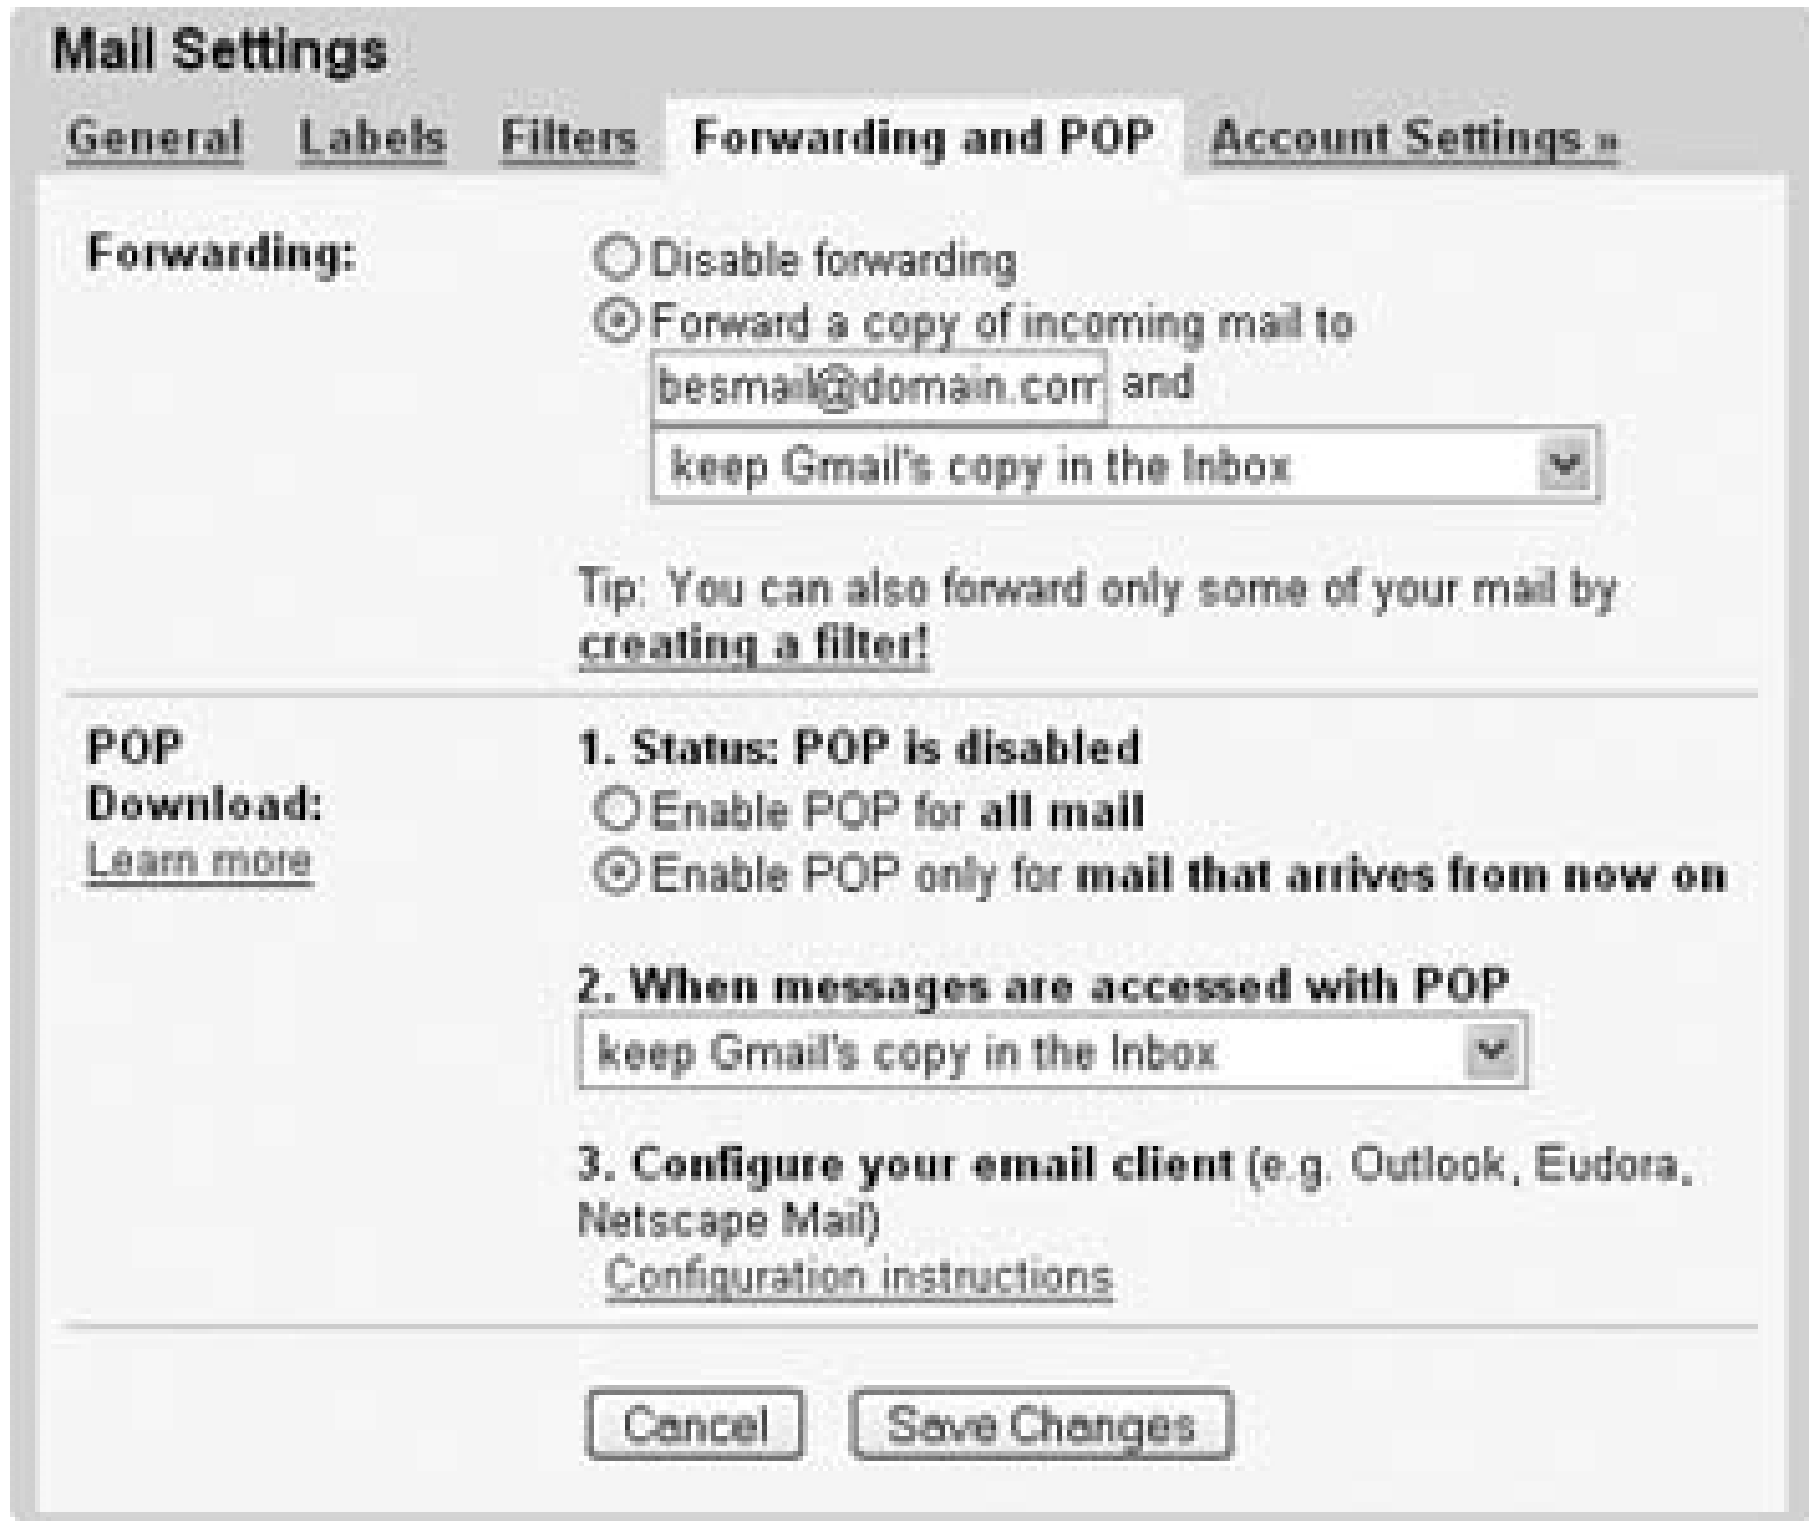 Mail Settings
General Labels Filters Forwarding and POP Account Settings »
Forwarding:
Disable forwarding
Forward a copy of incoming mail to
besmail@domain.com and
keep Gmail's copy in the Inbox
Tip: You can also forward only some of your mail by
creating a filter!
POP
Download:
Learn more
1. Status: POP is disabled
Enable POP for all mail
Enable POP only for mail that arrives from now on
2. When messages are accessed with POP
keep Gmail's copy in the Inbox
3. Configure your email client (e.g. Outlook, Eudora,
Netscape Mail)
Configuration instructions
Cancel Save Changes